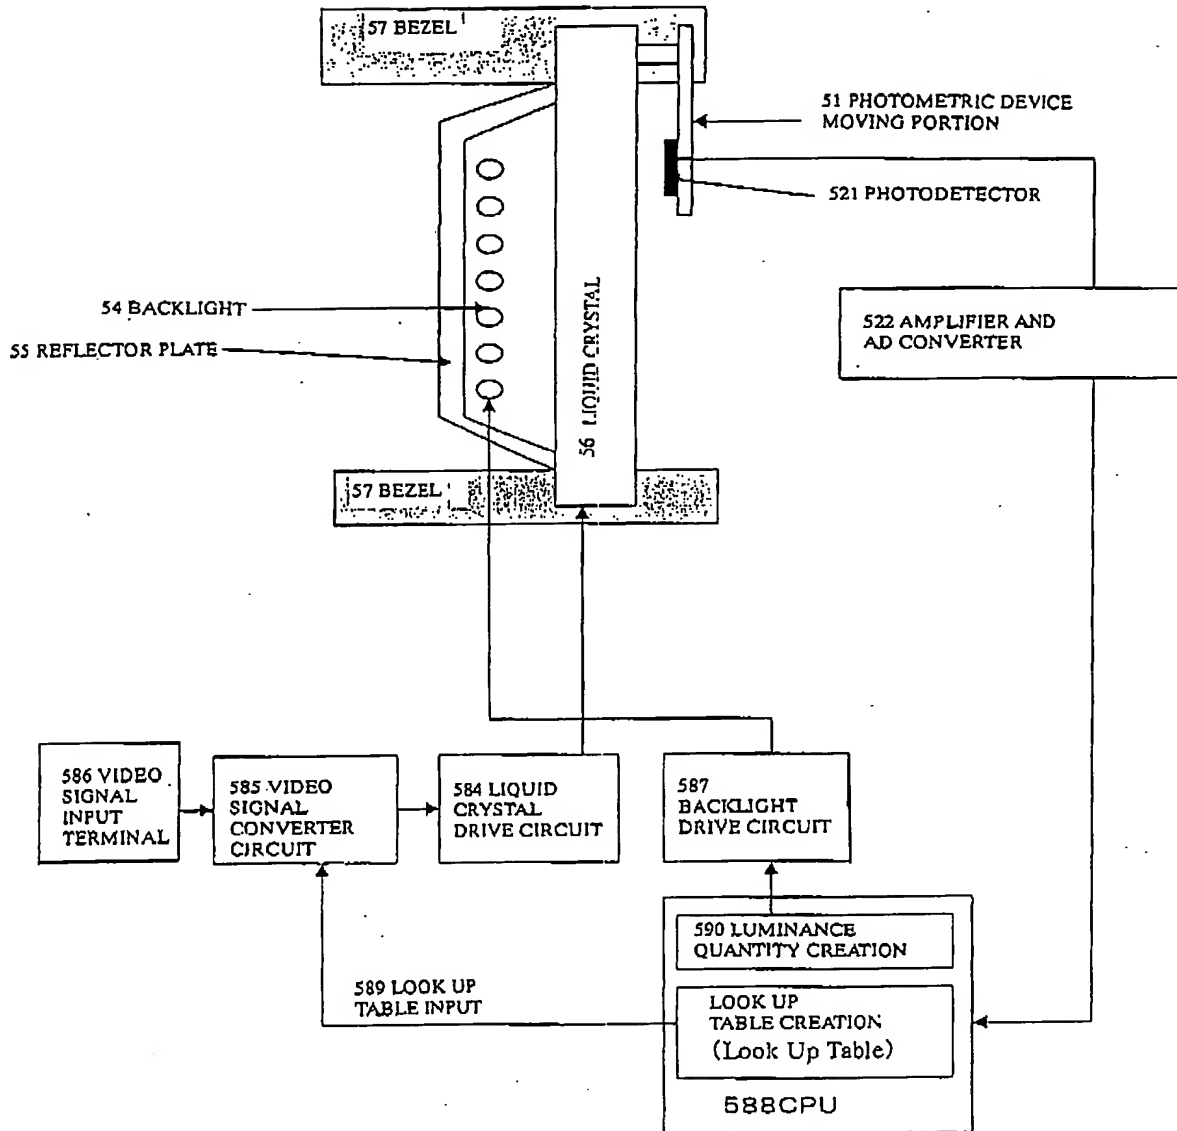 57 BEZEL
51 PHOTOMETRIC DEVICE
MOVING PORTION
521 PHOTODETECTOR
54 BACKLIGHT
55 REFLECTOR PLATE
56 LIQUID CRYSTAL
522 AMPLIFIER AND
AD CONVERTER
57 BEZEL
586 VIDEO
SIGNAL
INPUT
TERMINAL
585 VIDEO
SIGNAL
CONVERTER
CIRCUIT
584 LIQUID
CRYSTAL
DRIVE CIRCUIT
587
BACKLIGHT
DRIVE CIRCUIT
590 LUMINANCE
QUANTITY CREATION
589 LOOK UP
TABLE INPUT
LOOK UP
TABLE CREATION
(Look Up Table)
588CPU